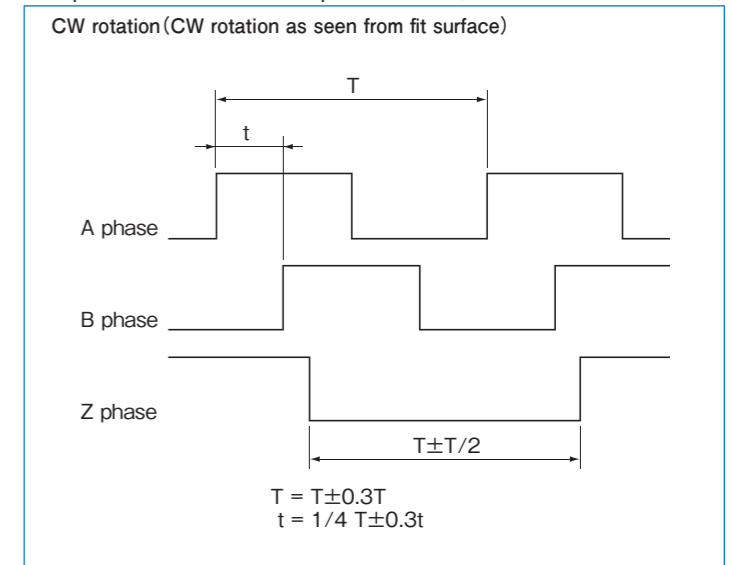 CW rotation(CW rotation as seen from fit surface)
T
t
A phase
B phase
Z phase
T±T/2
T = T±0.3T
t = 1/4 T±0.3t